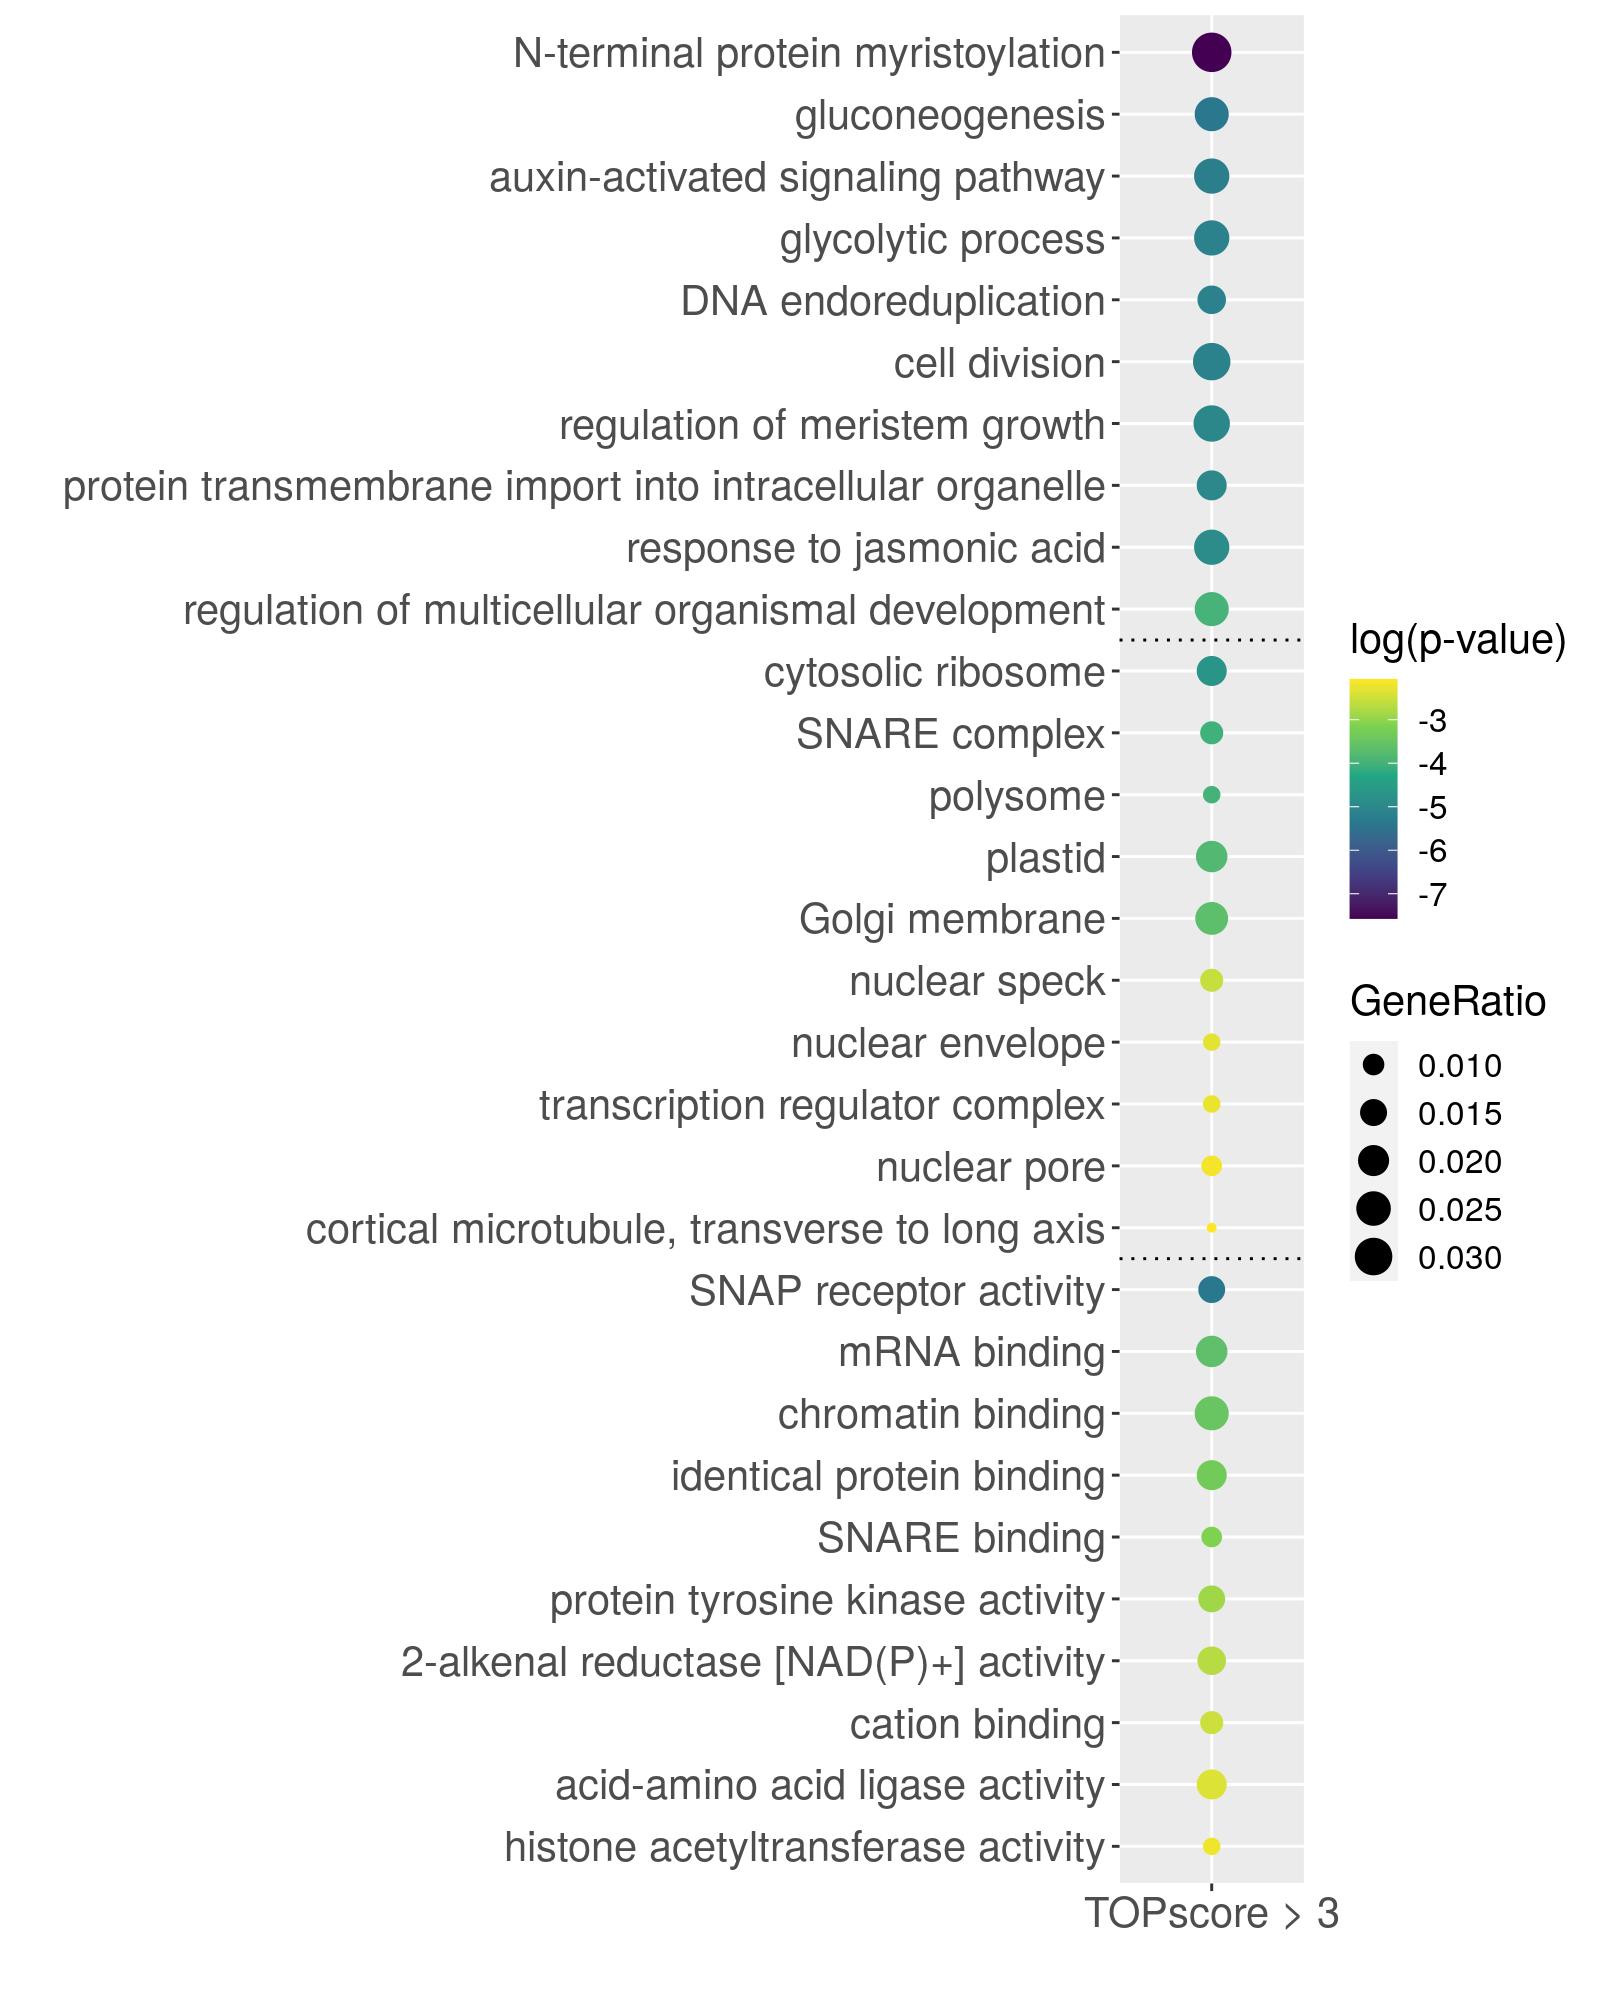 N-terminal protein myristoylation
gluconeogenesis
auxin-activated signaling pathway
glycolytic process
DNA endoreduplication
cell division
regulation of meristem growth
protein transmembrane import into intracellular organelle
response to jasmonic acid
regulation of multicellular organismal development
cytosolic ribosome
SNARE complex
polysome
plastid
Golgi membrane
nuclear speck
nuclear envelope
transcription regulator complex
nuclear pore
cortical microtubule, transverse to long axis
SNAP receptor activity
mRNA binding
chromatin binding
identical protein binding
SNARE binding
protein tyrosine kinase activity
2-alkenal reductase [NAD(P)+] activity
cation binding
acid-amino acid ligase activity
histone acetyltransferase activity
TOPscore > 3
log(p-value)
-3
-4
-5
-6
-7
GeneRatio
0.010
0.015
0.020
0.025
0.030